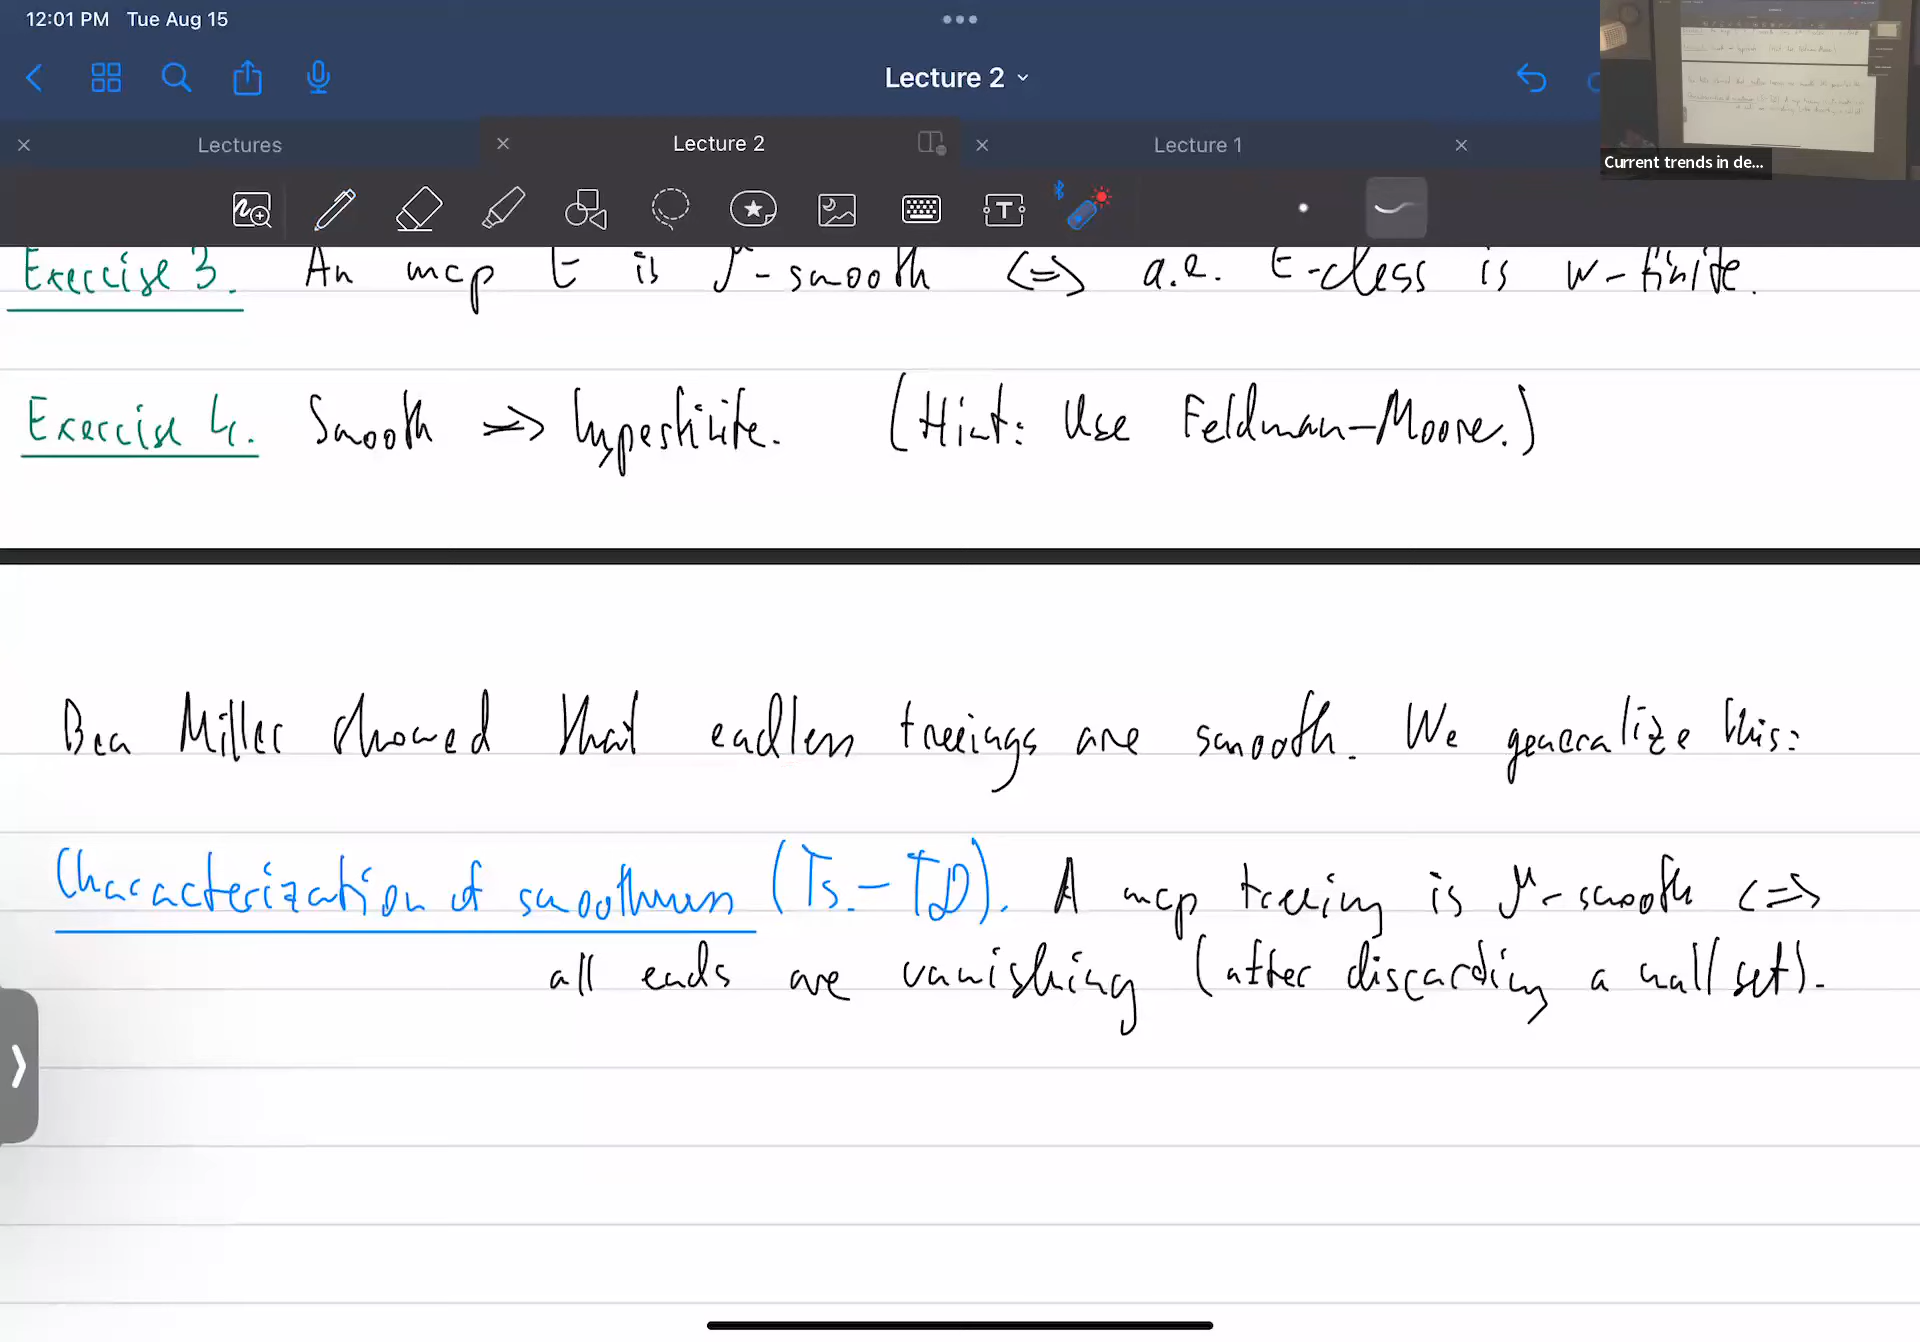 12:01 PM Tue Aug 15
Lecture 2
Current trends in de...
Lectures
Lecture 2
Lecture 1
Exercise 3. An mcp E is μ-smooth <=> a.e. E-class is w-finite.
Exercise 4. Smooth => hyperfinite. (Hint: Use Feldman-Moore.)
Ben Miller showed that endless treeings are smooth. We generalize this:
Characterization of smoothness (Ts.-TD). A mcp treeing is μ-smooth <=>
all ends are vanishing (after discarding a null set).